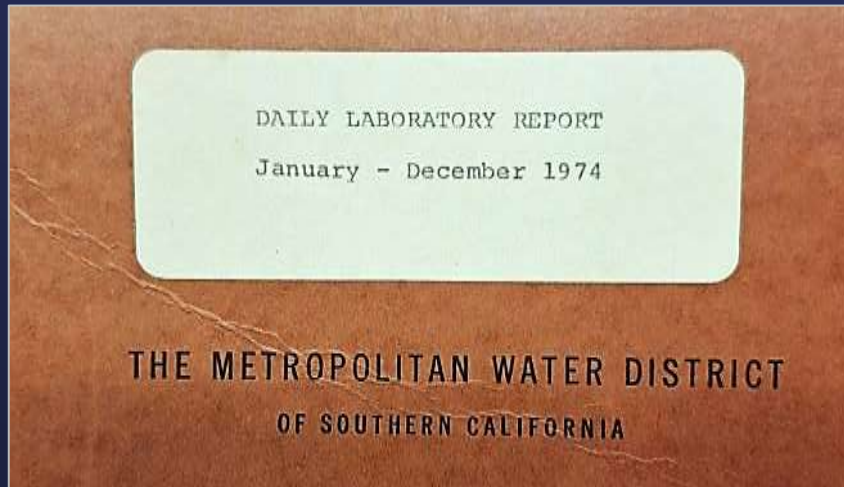 DAILY LABORATORY REPORT
January - December 1974
THE METROPOLITAN WATER DISTRICT
OF SOUTHERN CALIFORNIA